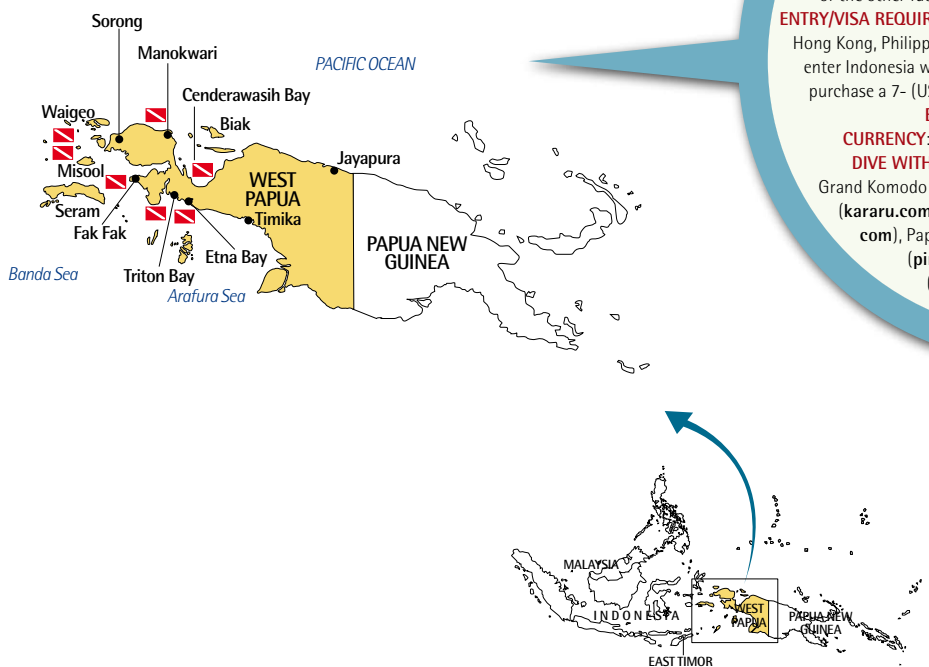 Sorong
Manokwari
PACIFIC OCEAN
Cenderawasih Bay
Waigeo
Biak
Jayapura
Misool
WEST
PAPUA
Seram
Timika
Fak Fak
PAPUA NEW
GUINEA
Etna Bay
Banda Sea
Triton Bay
Arafura Sea
ENTRY/VISA REQUIR
Hong Kong, Philipp
enter Indonesia w
purchase a 7- (US
CURRENCY:
DIVE WITH
Grand Komodo
(kararu.com
com), Pap
(pin
(
MALAYSIA
INDONESIA
WEST
PAPUA
PAPUA NEW
GUINEA
EAST TIMOR